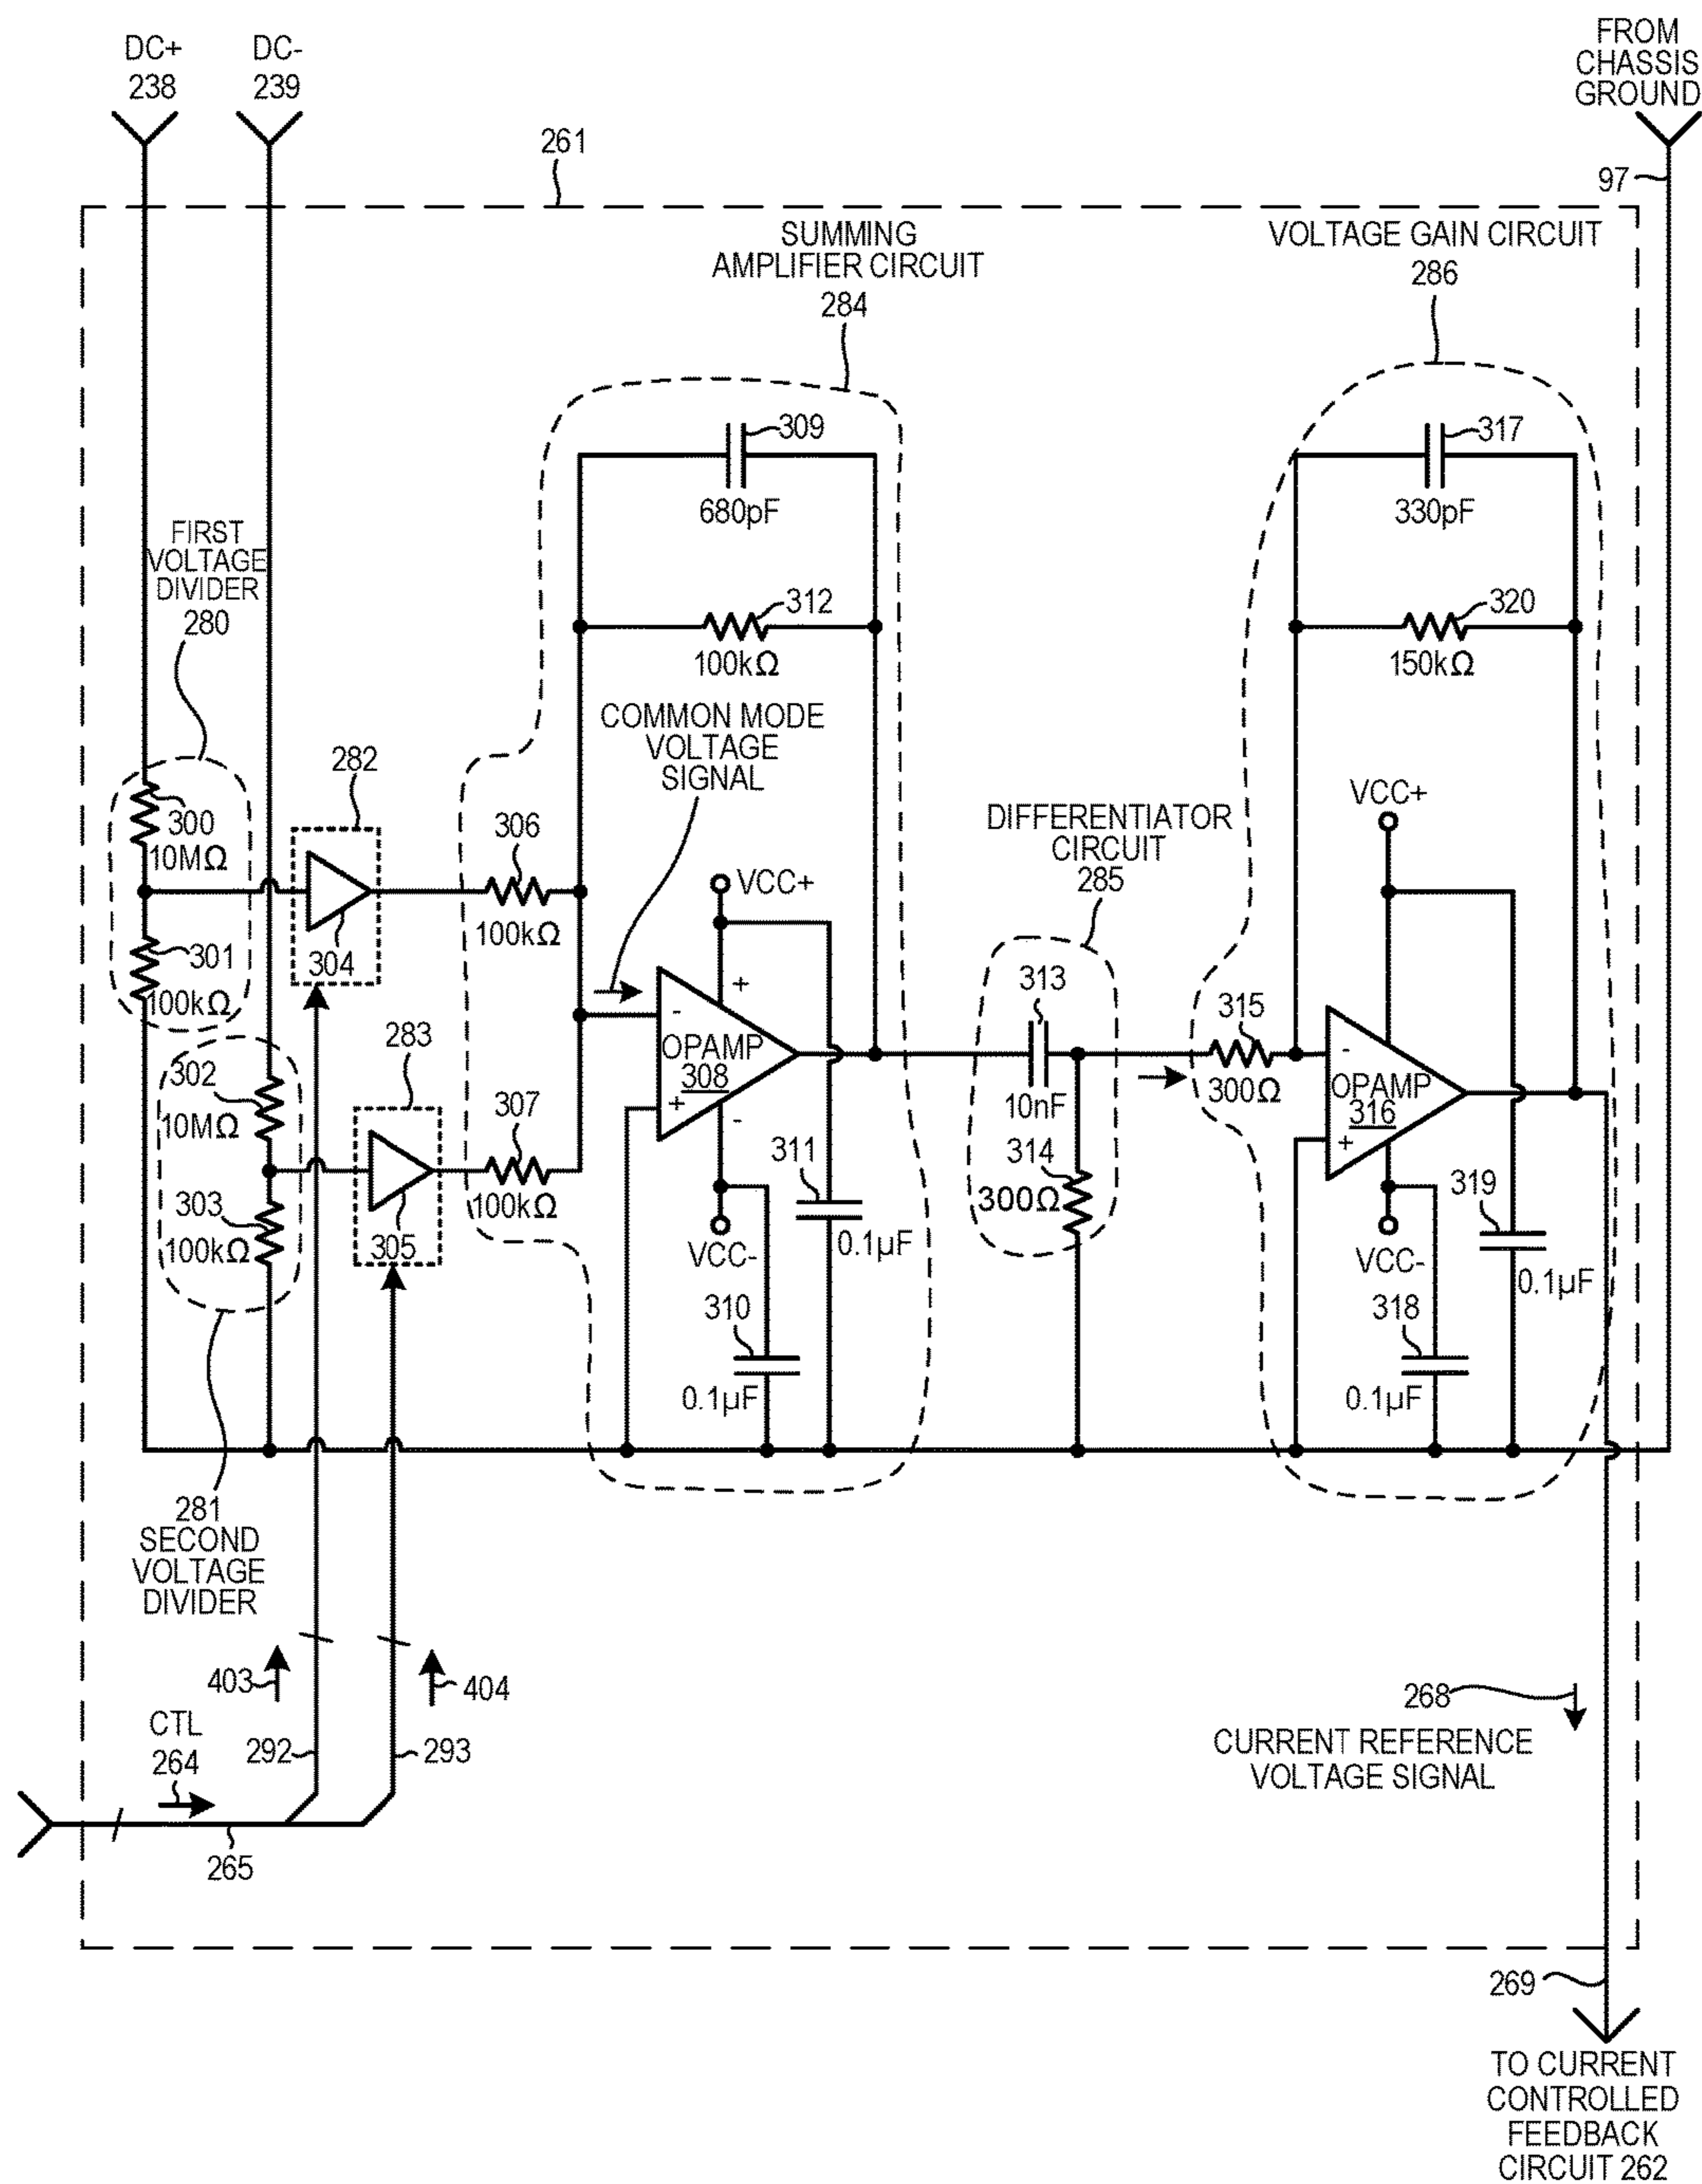 DC+
238
DC-
239
FROM
CHASSIS
GROUND
97
261
SUMMING
AMPLIFIER CIRCUIT
284
VOLTAGE GAIN CIRCUIT
286
309
680pF
317
330pF
FIRST
VOLTAGE
DIVIDER
280
312
100kΩ
320
150kΩ
COMMON MODE
VOLTAGE
SIGNAL
282
300
10MΩ
306
100kΩ
304
301
100kΩ
VCC+
+
-
OPAMP
308
+
-
VCC-
DIFFERENTIATOR
CIRCUIT
285
313
10nF
314
300Ω
VCC+
315
300Ω
-
OPAMP
316
+
VCC-
283
302
10MΩ
303
100kΩ
305
307
100kΩ
311
0.1µF
310
0.1µF
319
0.1µF
318
0.1µF
281
SECOND
VOLTAGE
DIVIDER
403
404
CTL
264
292
293
265
268
CURRENT REFERENCE
VOLTAGE SIGNAL
269
TO CURRENT
CONTROLLED
FEEDBACK
CIRCUIT 262